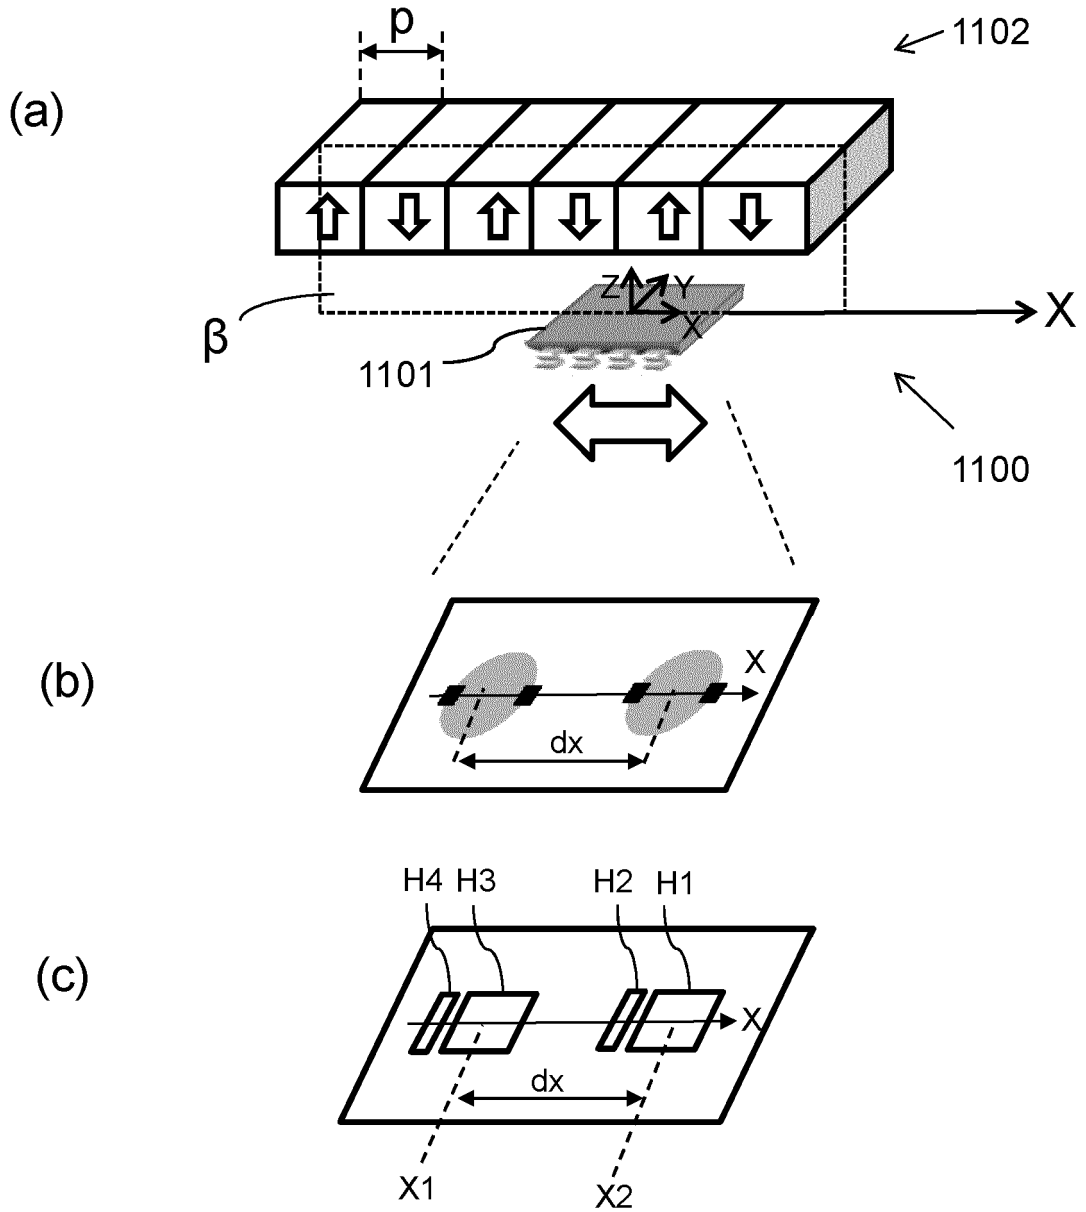 p
1102
(a)
Z
Y
X
X
β
1101
1100
(b)
X
dx
H4 H3 H2 H1
(c)
X
dx
X1 X2